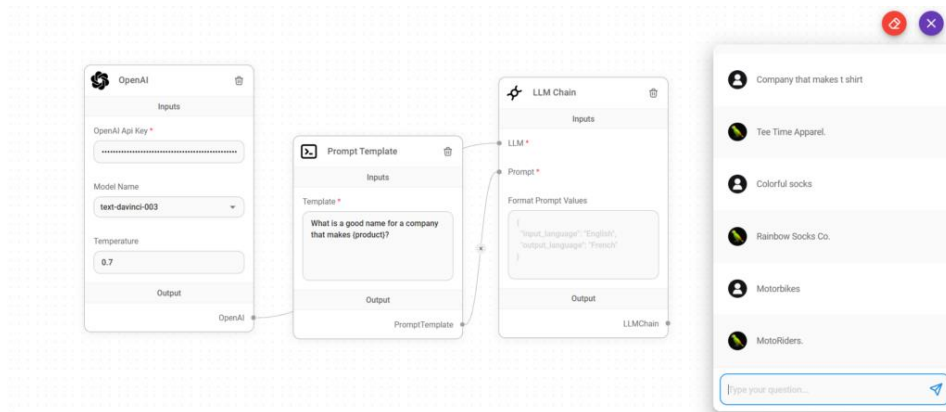 OpenAI
Inputs
OpenAI Api Key *
Model Name
text-davinci-003
Temperature
0.7
Output
OpenAI
Prompt Template
Inputs
Template *
What is a good name for a company
that makes {product}?
Output
PromptTemplate
LLM Chain
Inputs
LLM *
Prompt *
Format Prompt Values
{
"input_language": "English",
"output_language": "French"
}
Output
LLMChain
Company that makes t shirt
Tee Time Apparel.
Colorful socks
Rainbow Socks Co.
Motorbikes
MotoRiders.
Type your question...